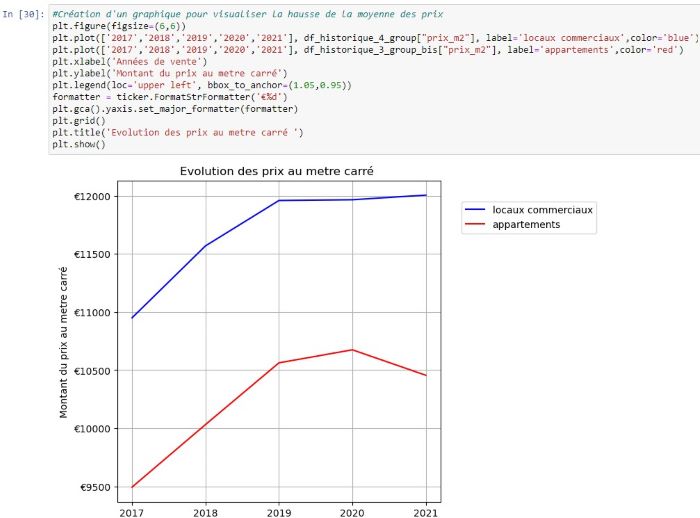 In [30]: #Création d'un graphique pour visualiser la hausse de la moyenne des prix
plt.figure(figsize=(6,6))
plt.plot(['2017','2018','2019','2020','2021'], df_historique_4_group["prix_m2"], label='locaux commerciaux',color='blue')
plt.plot(['2017','2018','2019','2020','2021'], df_historique_3_group_bis["prix_m2"], label='appartements',color='red')
plt.xlabel('Années de vente')
plt.ylabel('Montant du prix au metre carré')
plt.legend(loc='upper left', bbox_to_anchor=(1.05,0.95))
formatter = ticker.FormatStrFormatter('€%d')
plt.gca().yaxis.set_major_formatter(formatter)
plt.grid()
plt.title('Evolution des prix au metre carré ')
plt.show()
Evolution des prix au metre carré
€12000
€11500
€11000
€10500
€10000
€9500
Montant du prix au metre carré
locaux commerciaux
appartements
2017 2018 2019 2020 2021